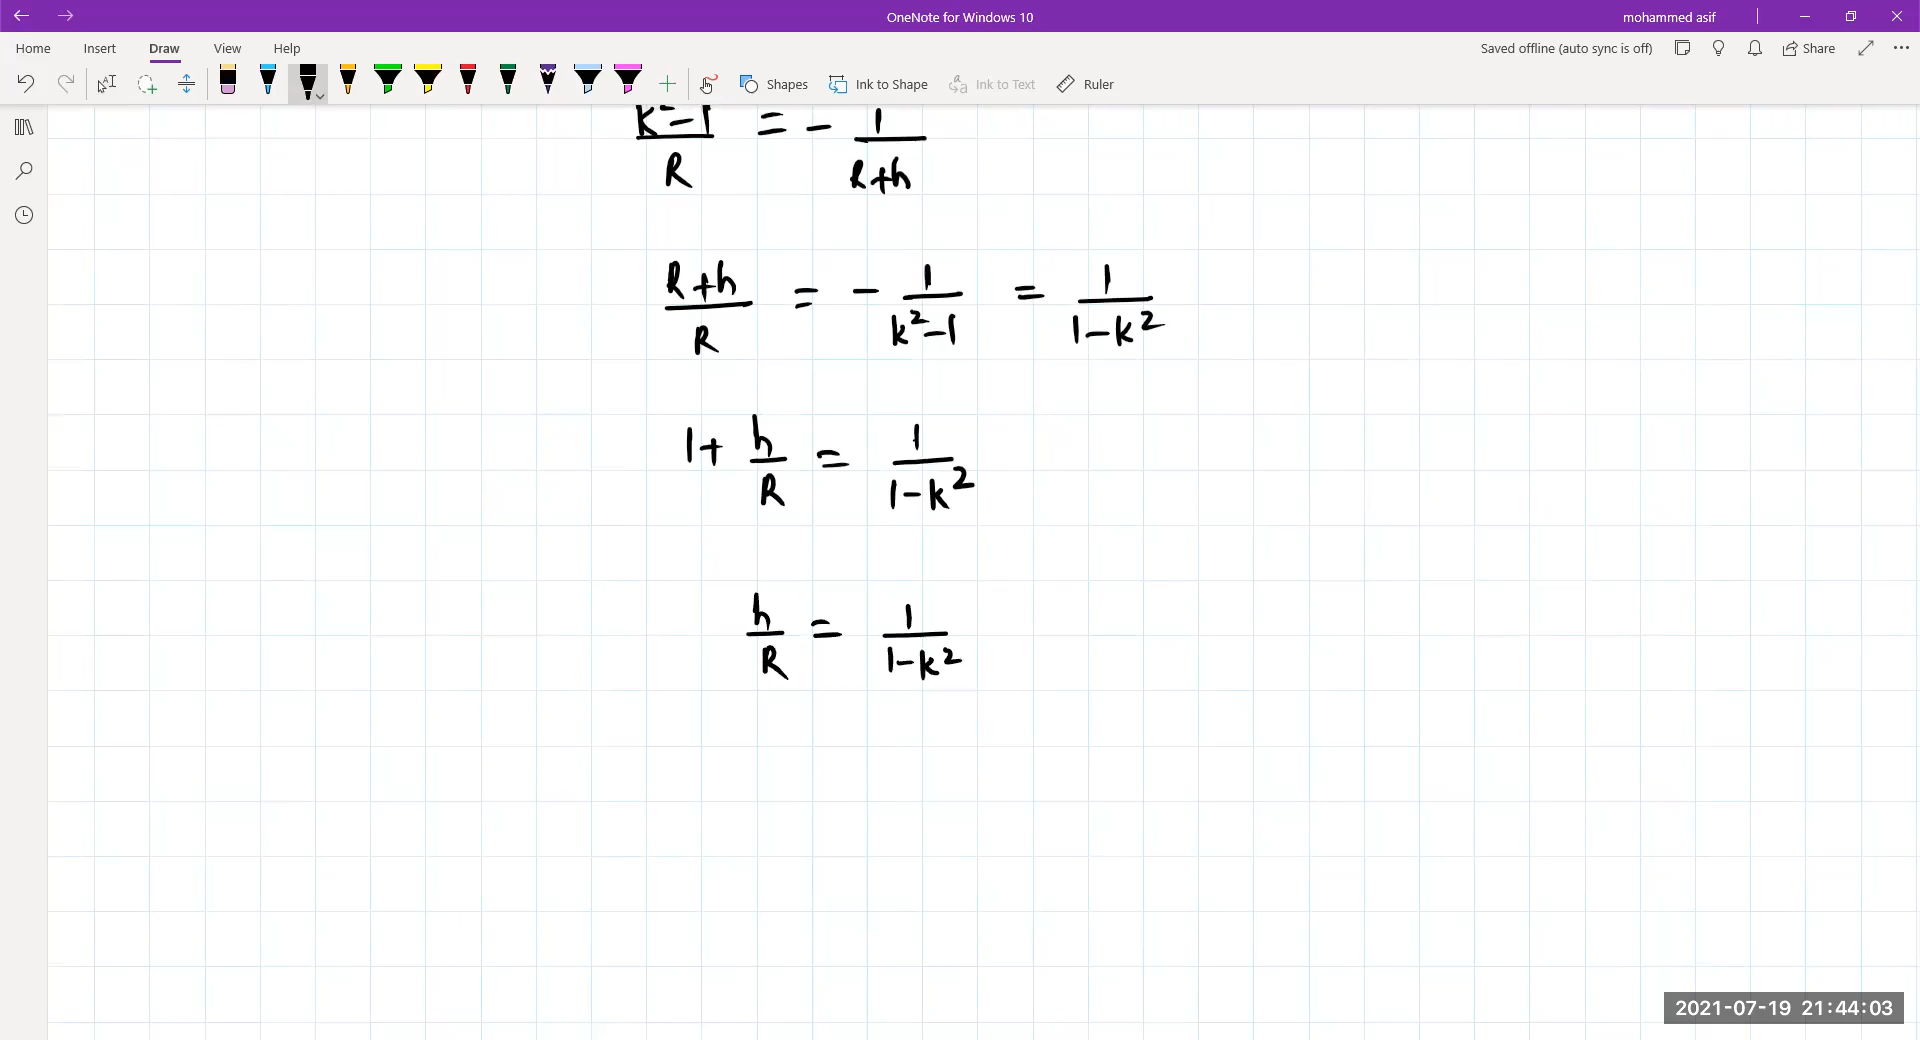 OneNote for Windows 10
mohammed asif
Home Insert Draw View Help
Saved offline (auto sync is off) Share
Shapes Ink to Shape Ink to Text Ruler
(k²-1)/R = - 1/(R+h)
(R+h)/R = - 1/(k²-1) = 1/(1-k²)
1+ h/R = 1/(1-k²)
h/R = 1/(1-k²)
2021-07-19 21:44:03